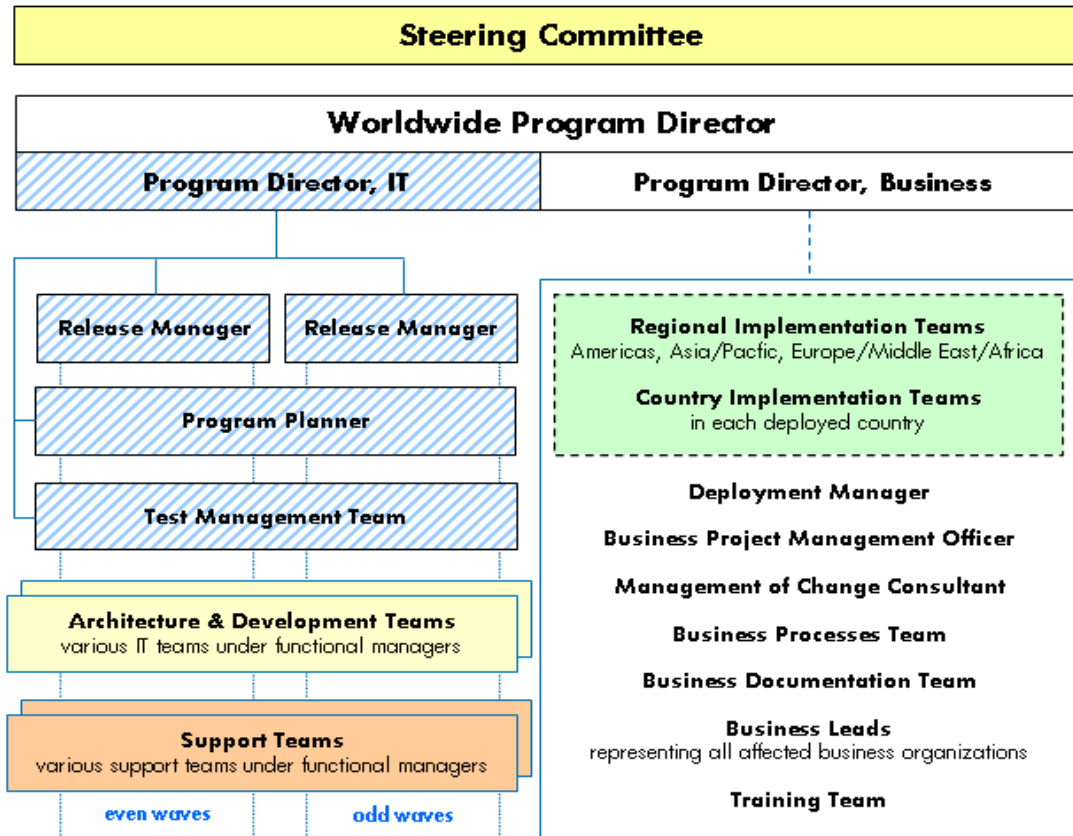 Steering Committee
Worldwide Program Director
Program Director, IT
Program Director, Business
Release Manager
Release Manager
Program Planner
Test Management Team
Architecture & Development Teams
various IT teams under functional managers
Support Teams
various support teams under functional managers
even waves
odd waves
Regional Implementation Teams
Americas, Asia/Pacfic, Europe/Middle East/Africa
Country Implementation Teams
in each deployed country
Deployment Manager
Business Project Management Officer
Management of Change Consultant
Business Processes Team
Business Documentation Team
Business Leads
representing all affected business organizations
Training Team